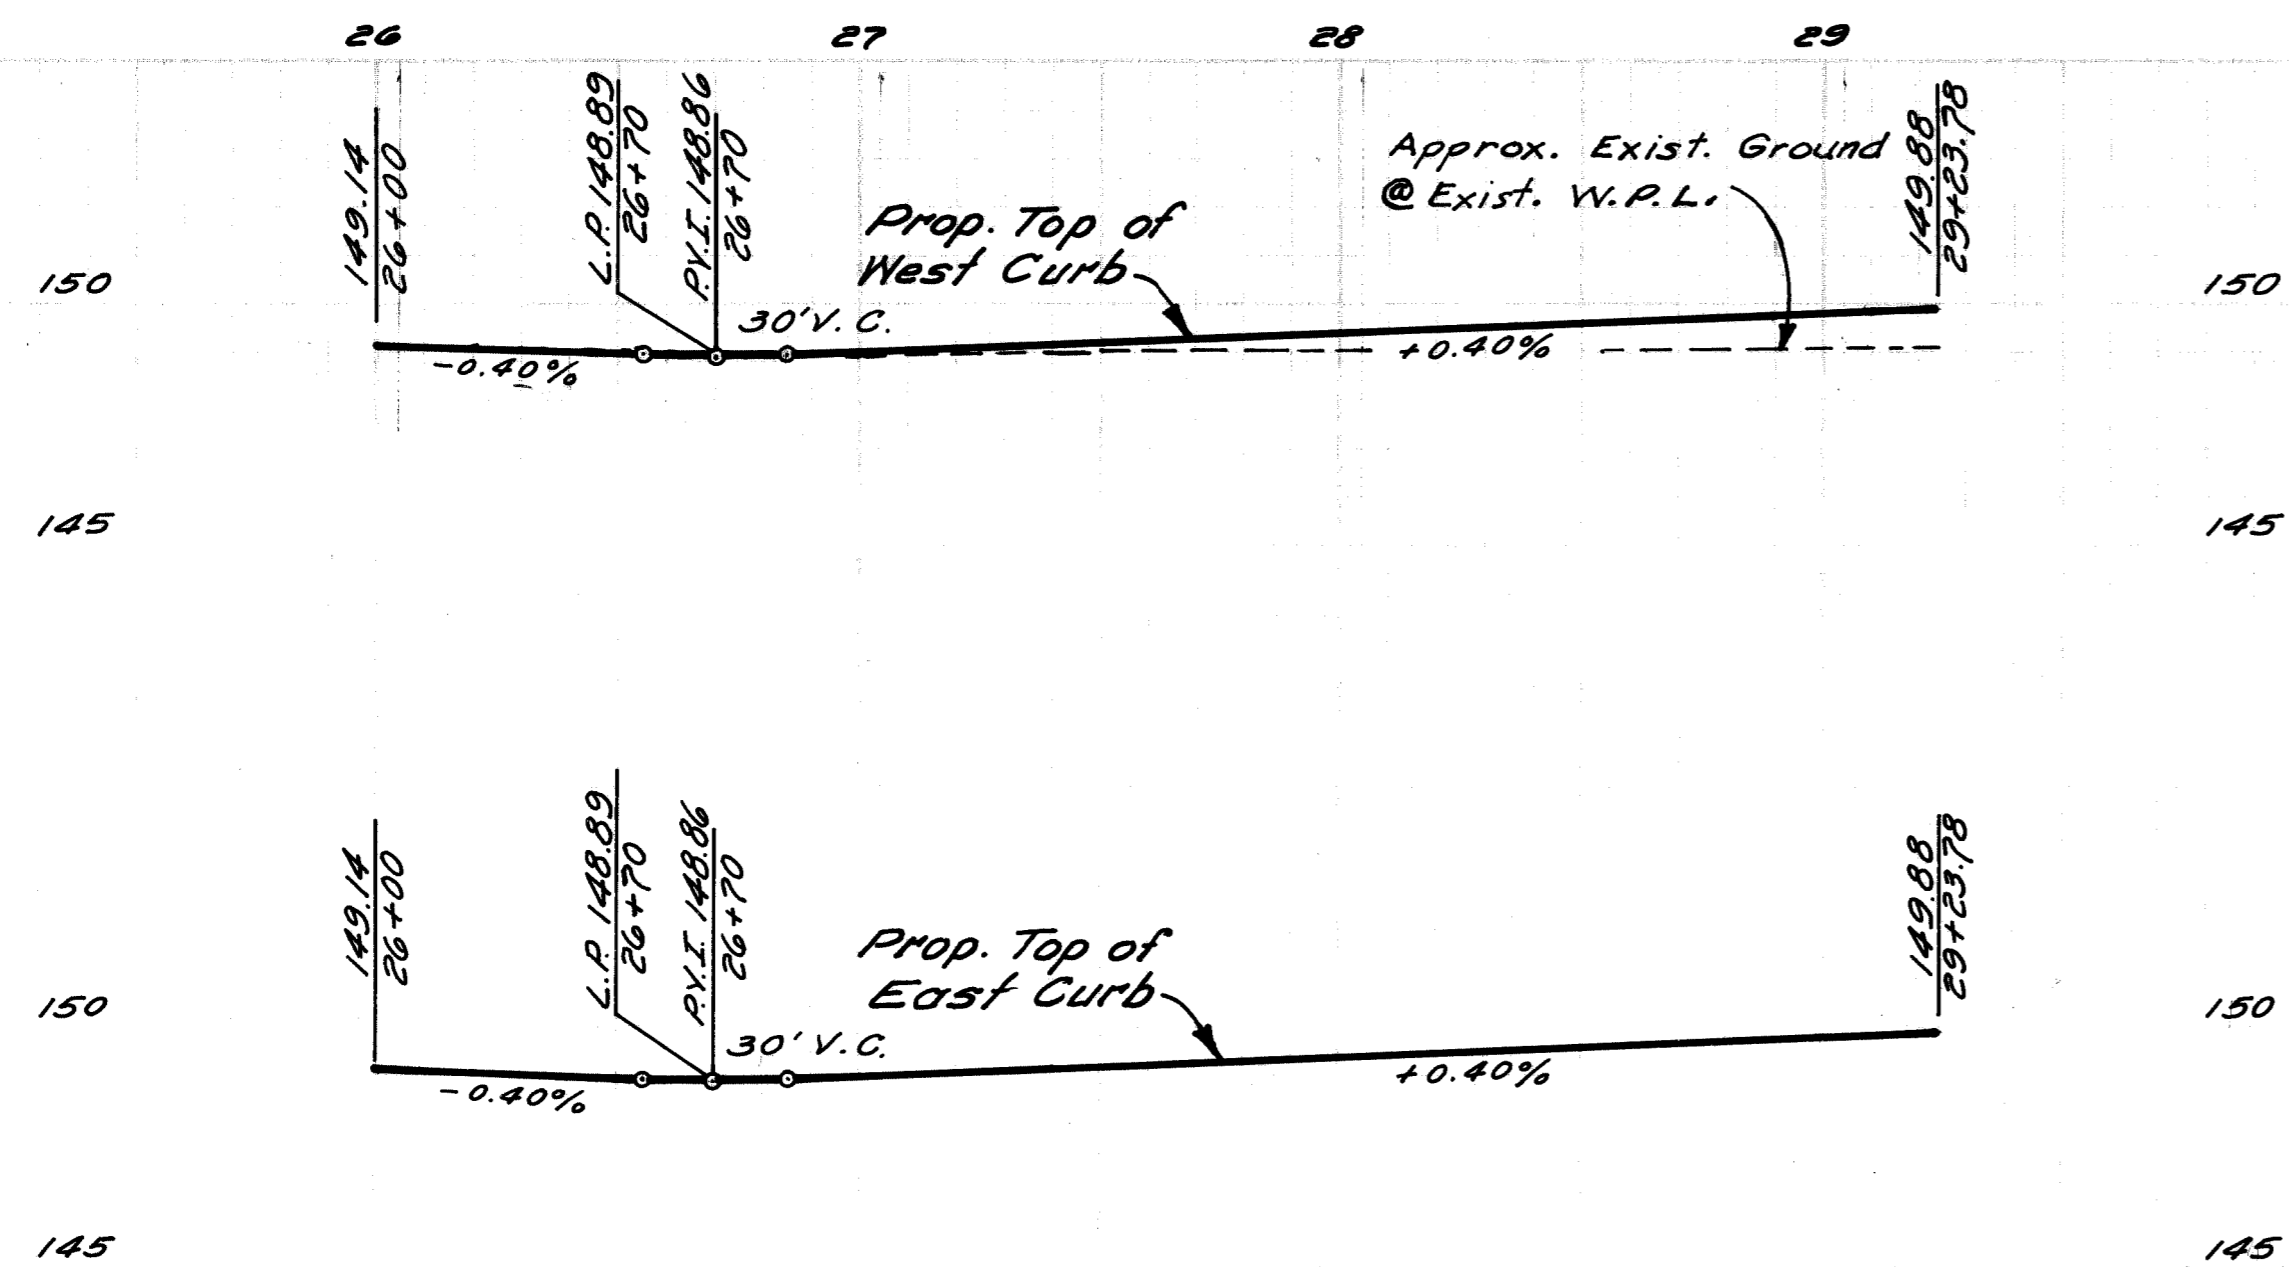 26 27 28 29
149.14
26+00
L.P. 148.89
26+70
P.V.I. 148.86
26+70
30' V.C.
Prop. Top of
West Curb
Approx. Exist. Ground
@ Exist. W.P.L.
149.88
29+23.78
150 150
-0.40%
+0.40%
145 145
149.14
26+00
L.P. 148.89
26+70
P.V.I. 148.86
26+70
30' V.C.
Prop. Top of
East Curb
149.88
29+23.78
150 150
-0.40%
+0.40%
145 145